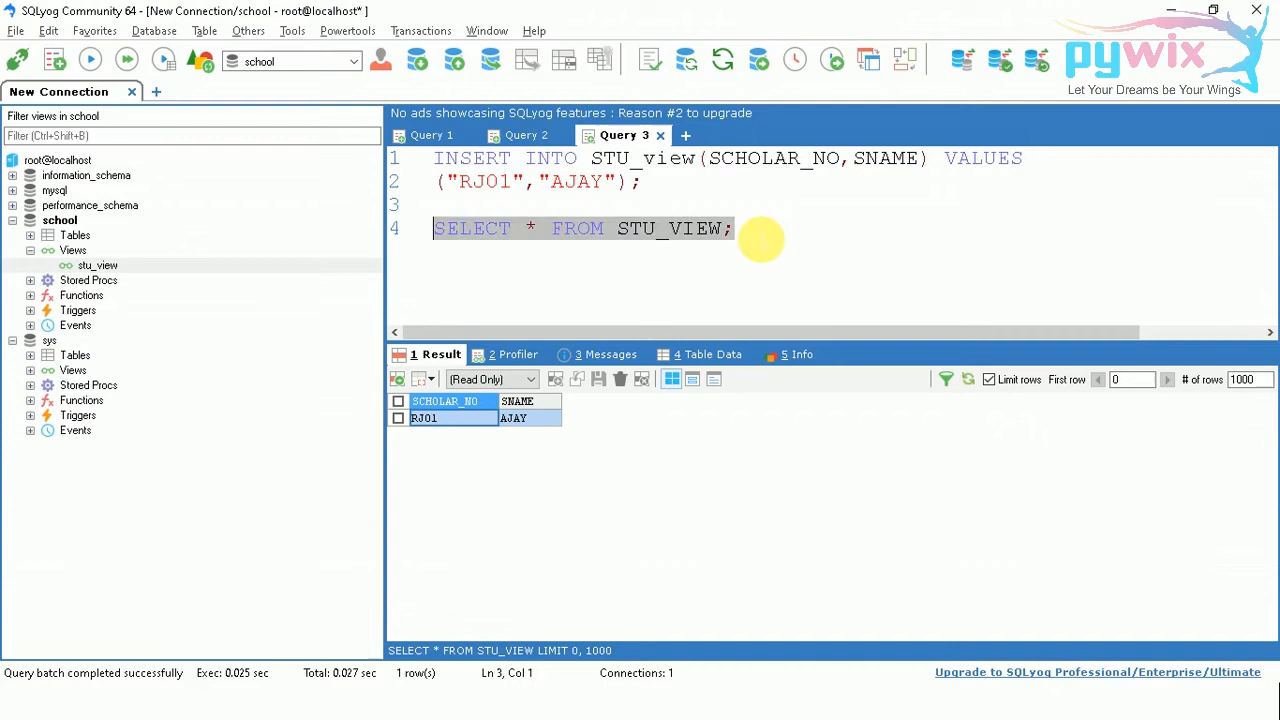 SQLyog Community 64 - [New Connection/school - root@localhost* ]
File Edit Favorites Database Table Others Tools Powertools Transactions Window Help
school
pywix
Let Your Dreams be Your Wings
New Connection
Filter views in school
Filter (Ctrl+Shift+B)
root@localhost
information_schema
mysql
performance_schema
school
Tables
Views
stu_view
Stored Procs
Functions
Triggers
Events
sys
Tables
Views
Stored Procs
Functions
Triggers
Events
No ads showcasing SQLyog features : Reason #2 to upgrade
Query 1 Query 2 Query 3
1 INSERT INTO STU_view(SCHOLAR_NO,SNAME) VALUES
2 ("RJ01","AJAY");
3
4 SELECT * FROM STU_VIEW;
1 Result 2 Profiler 3 Messages 4 Table Data 5 Info
(Read Only) Limit rows First row 0 # of rows 1000
SCHOLAR_NO SNAME
RJ01 AJAY
SELECT * FROM STU_VIEW LIMIT 0, 1000
Query batch completed successfully Exec: 0.025 sec Total: 0.027 sec 1 row(s) Ln 3, Col 1 Connections: 1 Upgrade to SQLyog Professional/Enterprise/Ultimate